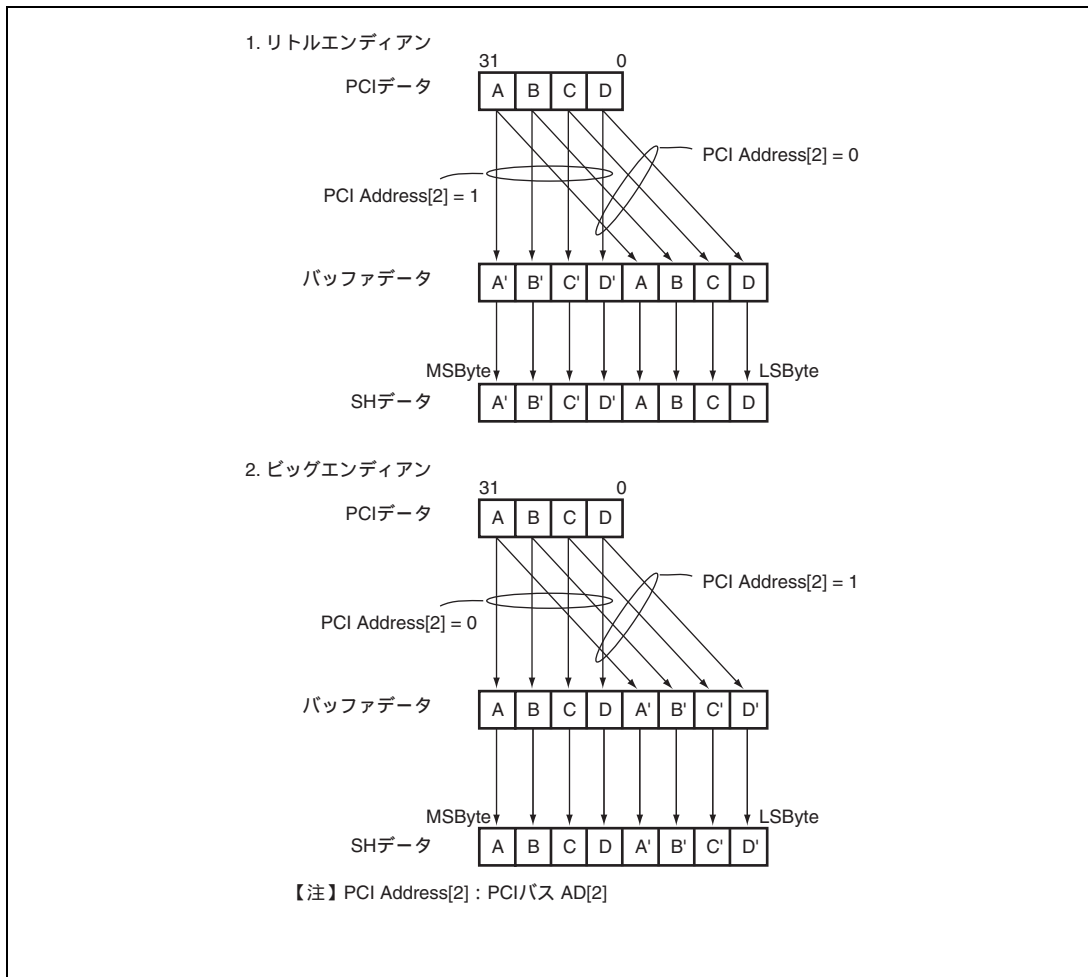 1. リトルエンディアン
31 0
PCIデータ A B C D
PCI Address[2] = 0
PCI Address[2] = 1
バッファデータ A' B' C' D' A B C D
MSByte LSByte
SHデータ A' B' C' D' A B C D
2. ビッグエンディアン
31 0
PCIデータ A B C D
PCI Address[2] = 1
PCI Address[2] = 0
バッファデータ A B C D A' B' C' D'
MSByte LSByte
SHデータ A B C D A' B' C' D'
【注】PCI Address[2]：PCIバス AD[2]